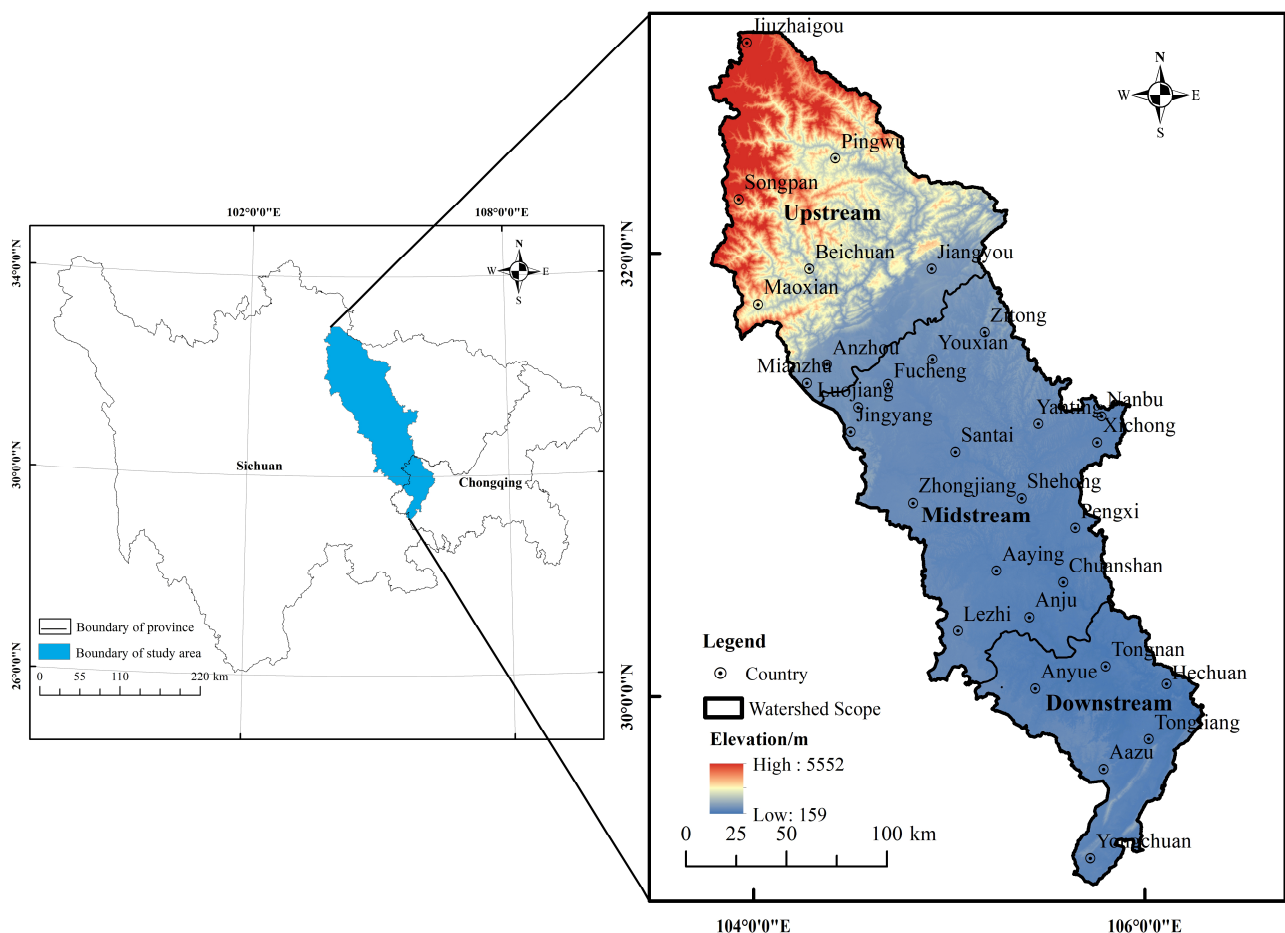 102°0'0"E
108°0'0"E
34°0'0"N
30°0'0"N
26°0'0"N
N
W
E
S
Sichuan
Chongqing
Boundary of province
Boundary of study area
0 55 110 220 km
Jiuzhaigou
N
W
E
S
Pingwu
Songpan
Upstream
Beichuan
Jiangyou
Maoxian
32°0'0"N
Zitong
Anzhou
Youxian
Mianzhu
Fucheng
Luojiang
Jingyang
Yanting
Nanbu
Xichong
Santai
Zhongjiang
Shehong
Midstream
Pengxi
Aaying
Chuanshan
Lezhi
Anju
Tongnan
Anyue
Hechuan
Downstream
Tongliang
Aazu
Yongchuan
30°0'0"N
Legend
Country
Watershed Scope
Elevation/m
High : 5552
Low: 159
0 25 50 100 km
104°0'0"E
106°0'0"E